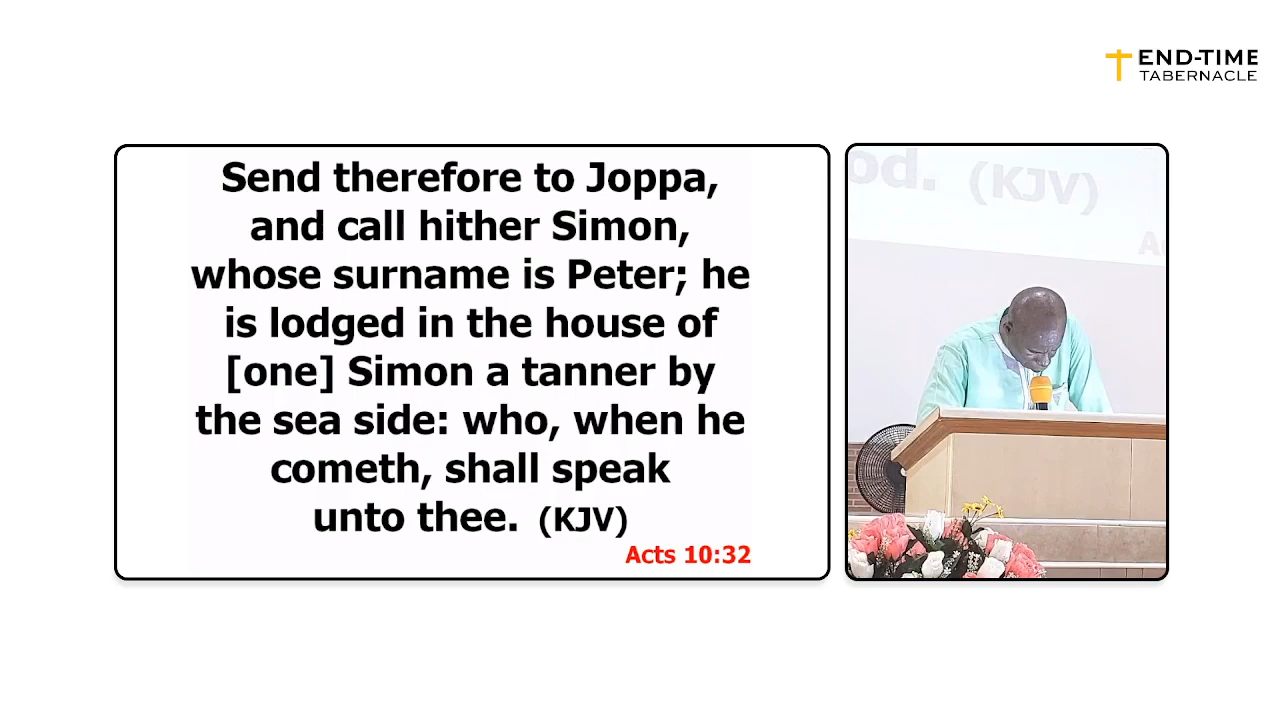 END-TIME
TABERNACLE
Send therefore to Joppa,
and call hither Simon,
whose surname is Peter; he
is lodged in the house of
[one] Simon a tanner by
the sea side: who, when he
cometh, shall speak
unto thee. (KJV)
Acts 10:32
od. (KJV)